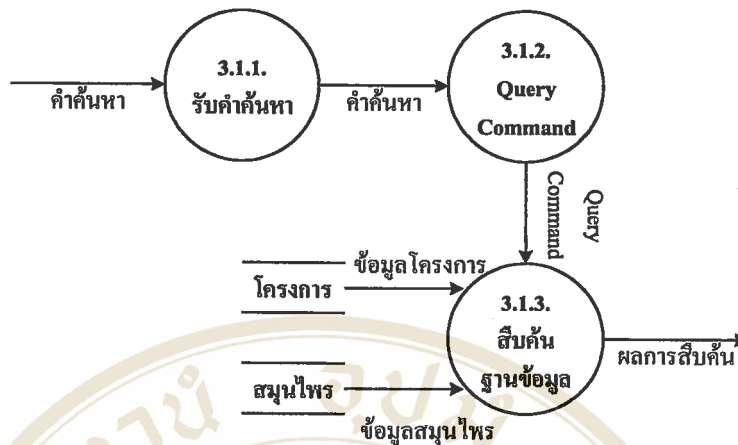 3.1.1.
รับคำค้นหา
3.1.2.
Query
Command
คำค้นหา
คำค้นหา
Query
Command
ข้อมูลโครงการ
โครงการ
3.1.3.
สืบค้น
ฐานข้อมูล
ผลการสืบค้น
สมุนไพร
ข้อมูลสมุนไพร